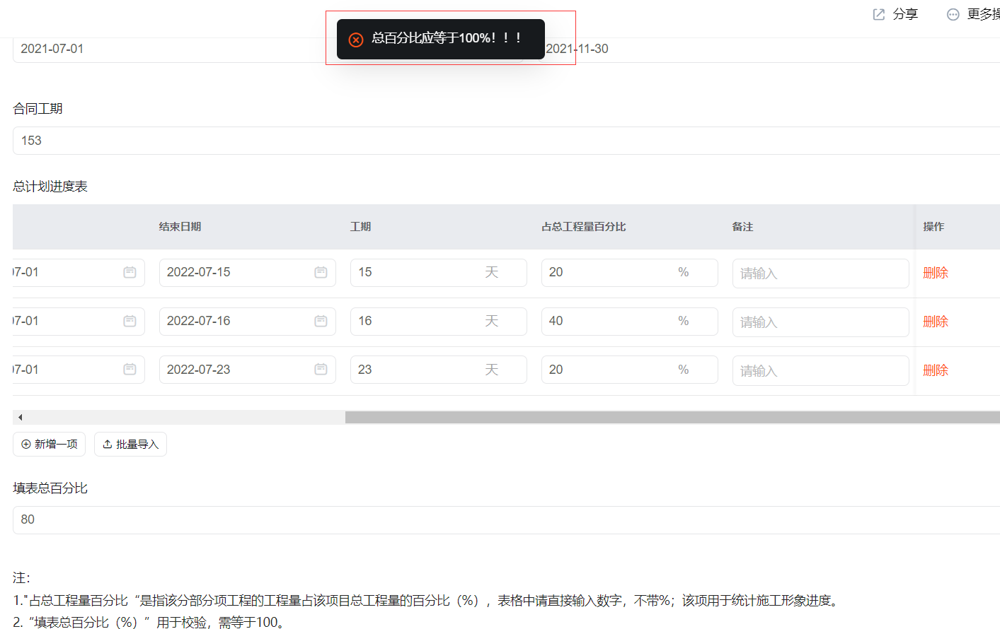 分享 更多操
总百分比应等于100%！！！
2021-07-01 2021-11-30
合同工期
153
总计划进度表
结束日期 工期 占总工程量百分比 备注 操作
07-01 2022-07-15 15 天 20 % 请输入 删除
07-01 2022-07-16 16 天 40 % 请输入 删除
07-01 2022-07-23 23 天 20 % 请输入 删除
新增一项 批量导入
填表总百分比
80
注：
1."占总工程量百分比“是指该分部分项工程的工程量占该项目总工程量的百分比（%），表格中请直接输入数字，不带%；该项用于统计施工形象进度。
2.“填表总百分比（%）”用于校验，需等于100。